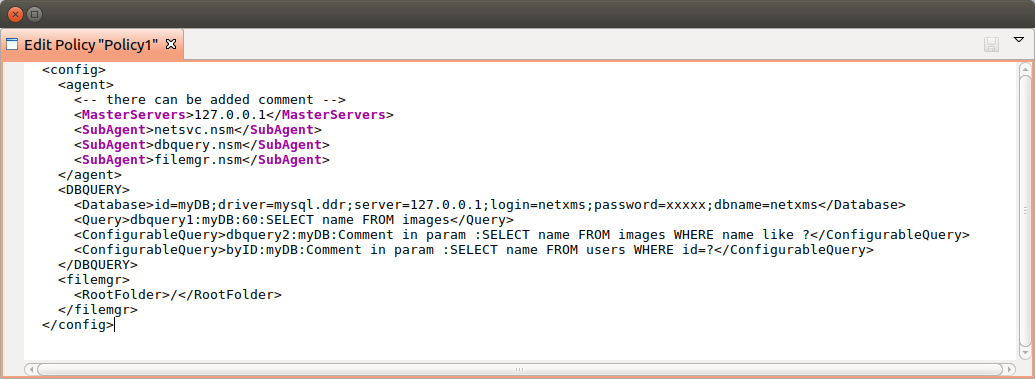 Edit Policy "Policy1"
<config>
  <agent>
    <-- there can be added comment -->
    <MasterServers>127.0.0.1</MasterServers>
    <SubAgent>netsvc.nsm</SubAgent>
    <SubAgent>dbquery.nsm</SubAgent>
    <SubAgent>filemgr.nsm</SubAgent>
  </agent>
  <DBQUERY>
    <Database>id=myDB;driver=mysql.ddr;server=127.0.0.1;login=netxms;password=xxxxx;dbname=netxms</Database>
    <Query>dbquery1:myDB:60:SELECT name FROM images</Query>
    <ConfigurableQuery>dbquery2:myDB:Comment in param :SELECT name FROM images WHERE name like ?</ConfigurableQuery>
    <ConfigurableQuery>byID:myDB:Comment in param :SELECT name FROM users WHERE id=?</ConfigurableQuery>
  </DBQUERY>
  <filemgr>
    <RootFolder>/</RootFolder>
  </filemgr>
</config>